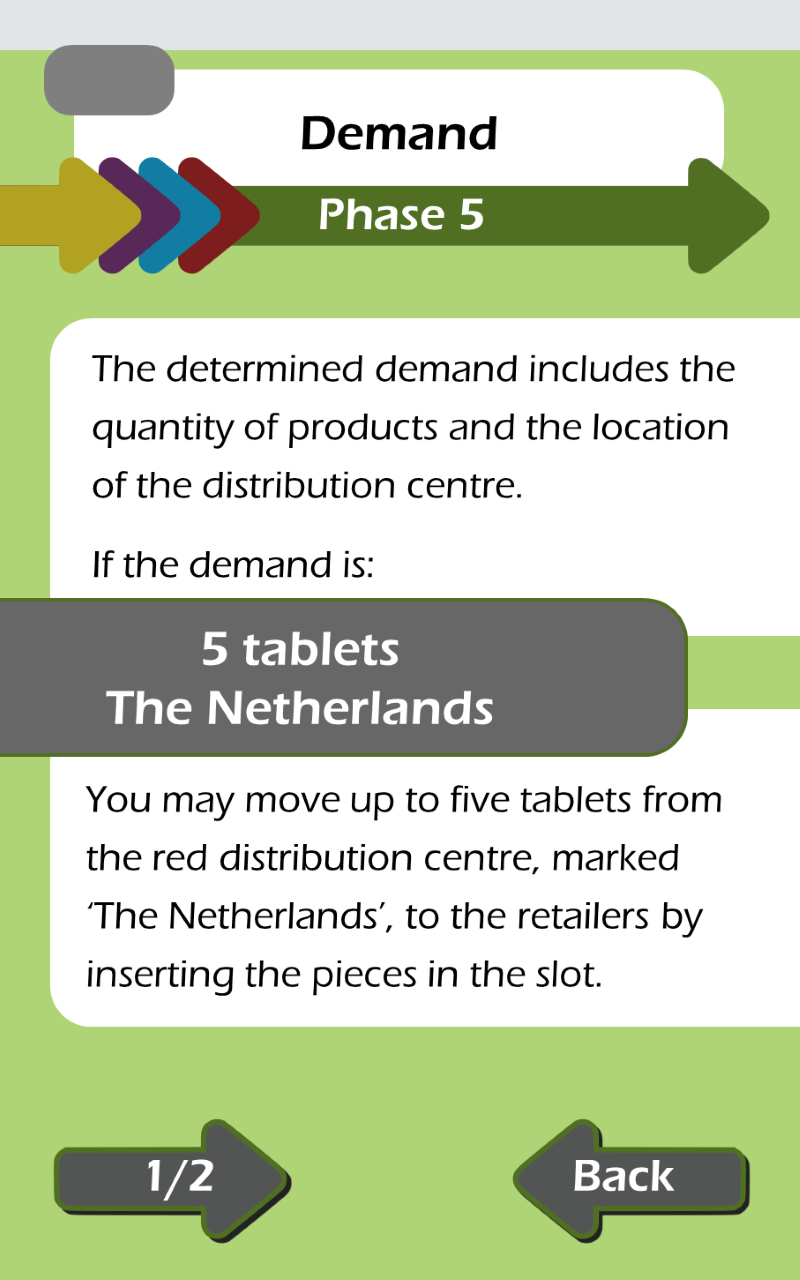 Demand
Phase 5
The determined demand includes the
quantity of products and the location
of the distribution centre.
If the demand is:
5 tablets
The Netherlands
You may move up to five tablets from
the red distribution centre, marked
‘The Netherlands’, to the retailers by
inserting the pieces in the slot.
1/2
Back